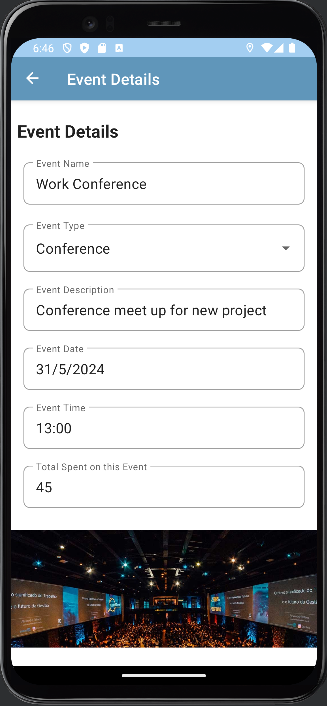 6:46
Event Details
Event Details
Event Name
Work Conference
Event Type
Conference
Event Description
Conference meet up for new project
Event Date
31/5/2024
Event Time
13:00
Total Spent on this Event
45